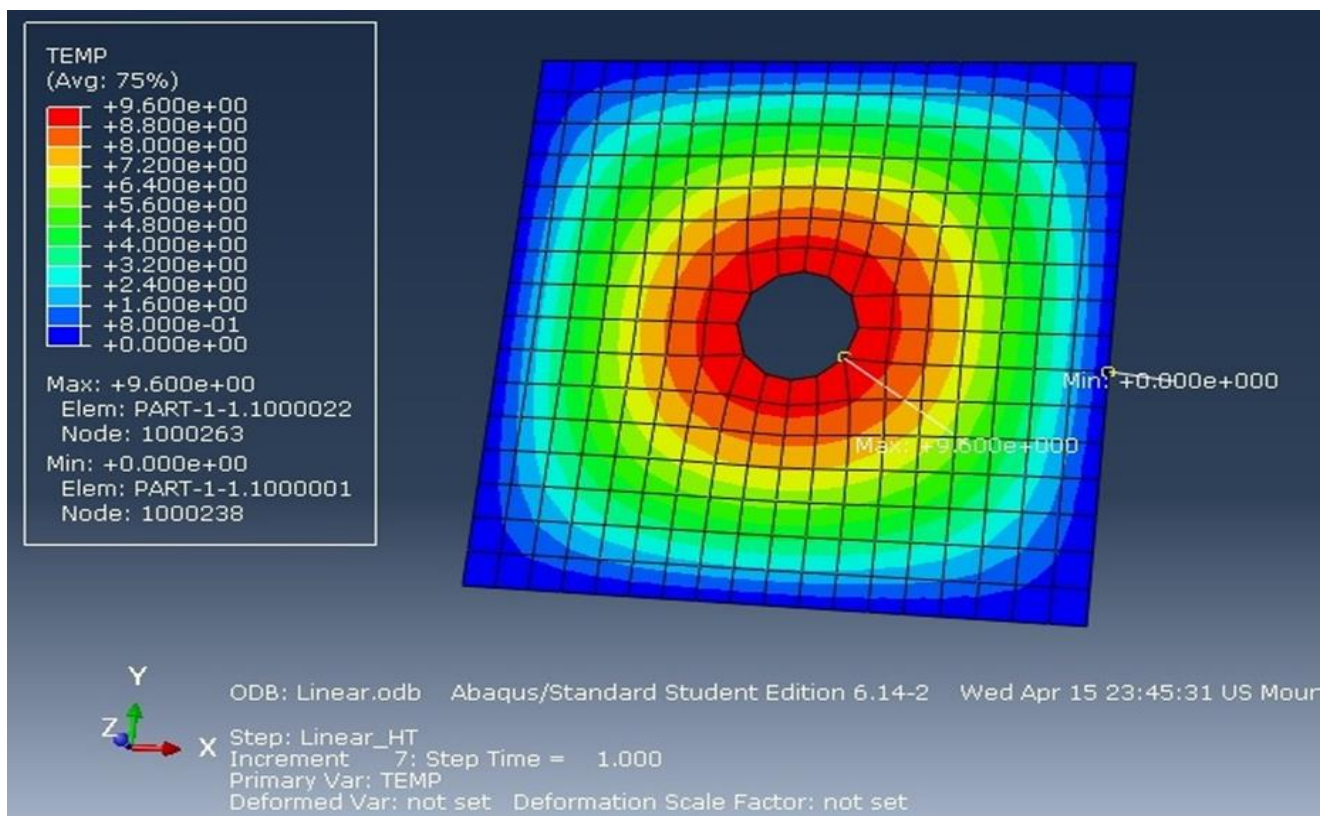 TEMP
(Avg: 75%)
+9.600e+00
+8.800e+00
+8.000e+00
+7.200e+00
+6.400e+00
+5.600e+00
+4.800e+00
+4.000e+00
+3.200e+00
+2.400e+00
+1.600e+00
+8.000e-01
+0.000e+00
Max: +9.600e+00
Elem: PART-1-1.1000022
Node: 1000263
Min: +0.000e+00
Elem: PART-1-1.1000001
Node: 1000238
Min: +0.000e+000
Max: +9.600e+000
Y
Z
X
ODB: Linear.odb Abaqus/Standard Student Edition 6.14-2 Wed Apr 15 23:45:31 US Moun
Step: Linear_HT
Increment 7: Step Time = 1.000
Primary Var: TEMP
Deformed Var: not set Deformation Scale Factor: not set